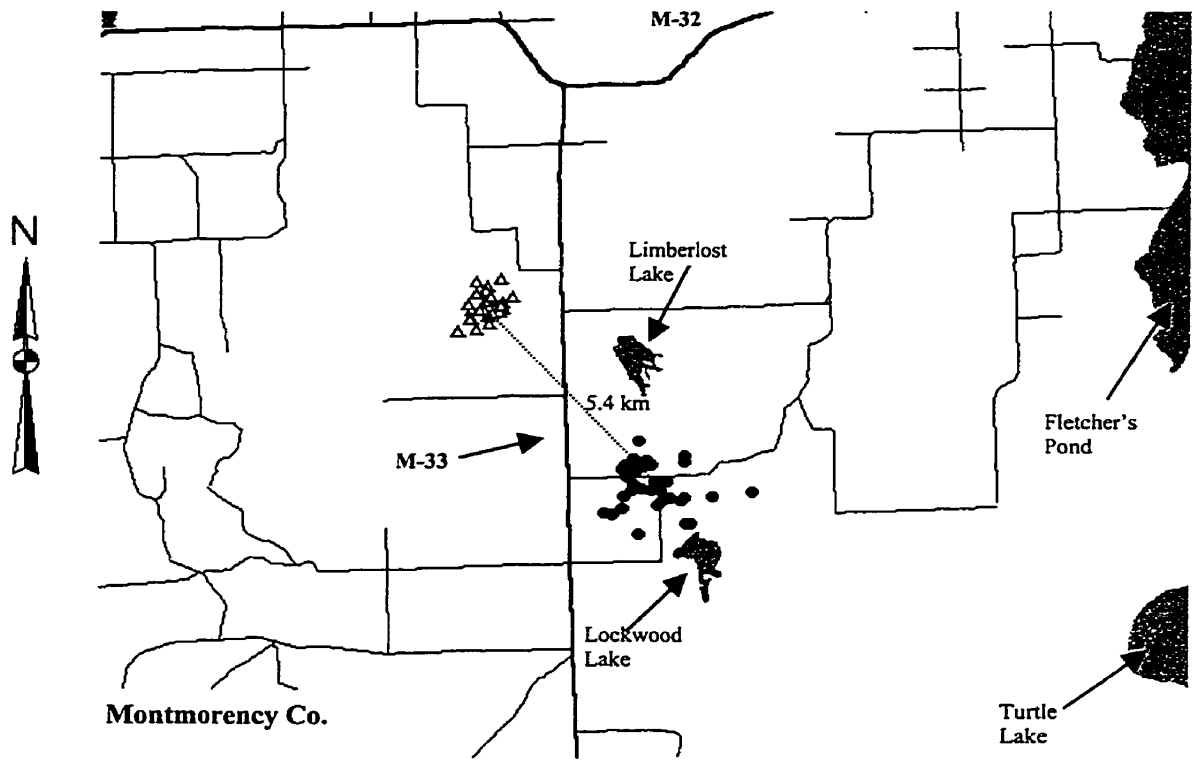 M-32
N
Limberlost
Lake
5.4 km
Fletcher's
Pond
M-33
Lockwood
Lake
Montmorency Co.
Turtle
Lake